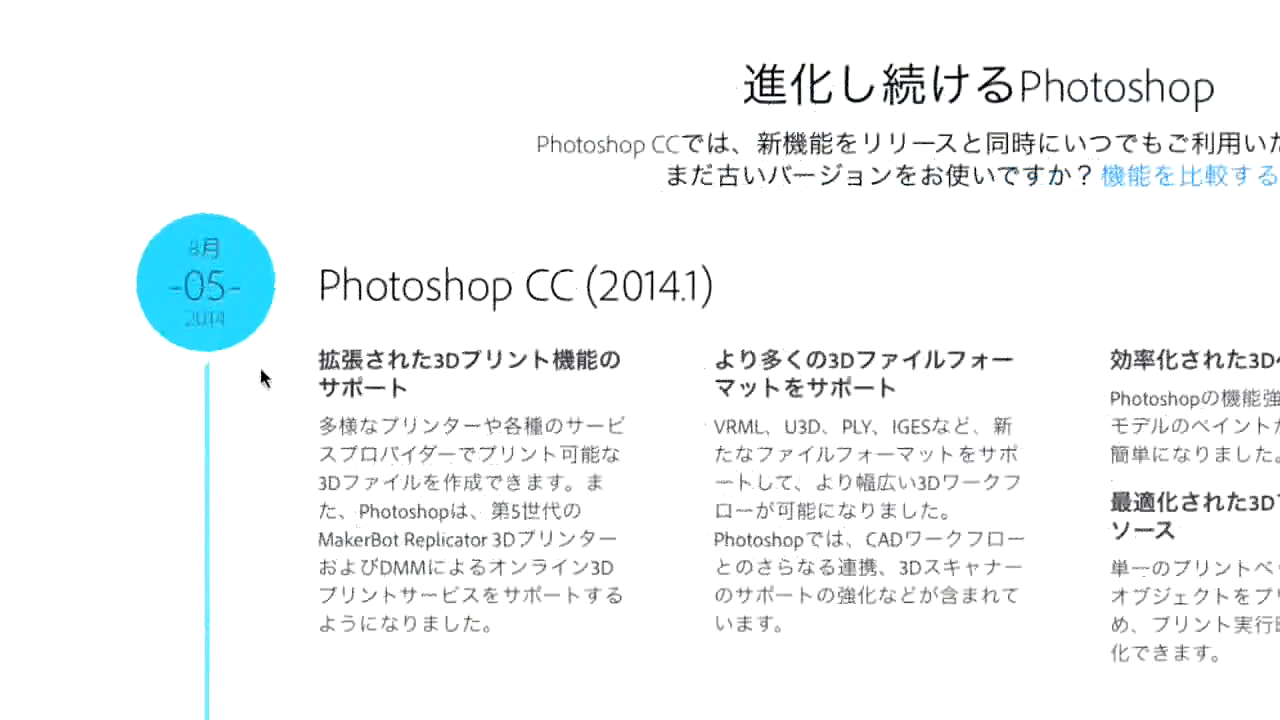 進化し続けるPhotoshop
Photoshop CCでは、新機能をリリースと同時にいつでもご利用いた
まだ古いバージョンをお使いですか？機能を比較する
8月
-05-
2014
Photoshop CC (2014.1)
拡張された3Dプリント機能の
サポート
多様なプリンターや各種のサービ
スプロバイダーでプリント可能な
3Dファイルを作成できます。ま
た、Photoshopは、第5世代の
MakerBot Replicator 3Dプリンター
およびDMMによるオンライン3D
プリントサービスをサポートする
ようになりました。
より多くの3Dファイルフォー
マットをサポート
VRML、U3D、PLY、IGESなど、新
たなファイルフォーマットをサポ
ートして、より幅広い3Dワークフ
ローが可能になりました。
Photoshopでは、CADワークフロー
とのさらなる連携、3Dスキャナー
のサポートの強化などが含まれて
います。
効率化された3D
Photoshopの機能強
モデルのペイント
簡単になりました。
最適化された3D
ソース
単一のプリントベ
オブジェクトをプ
め、プリント実行
化できます。